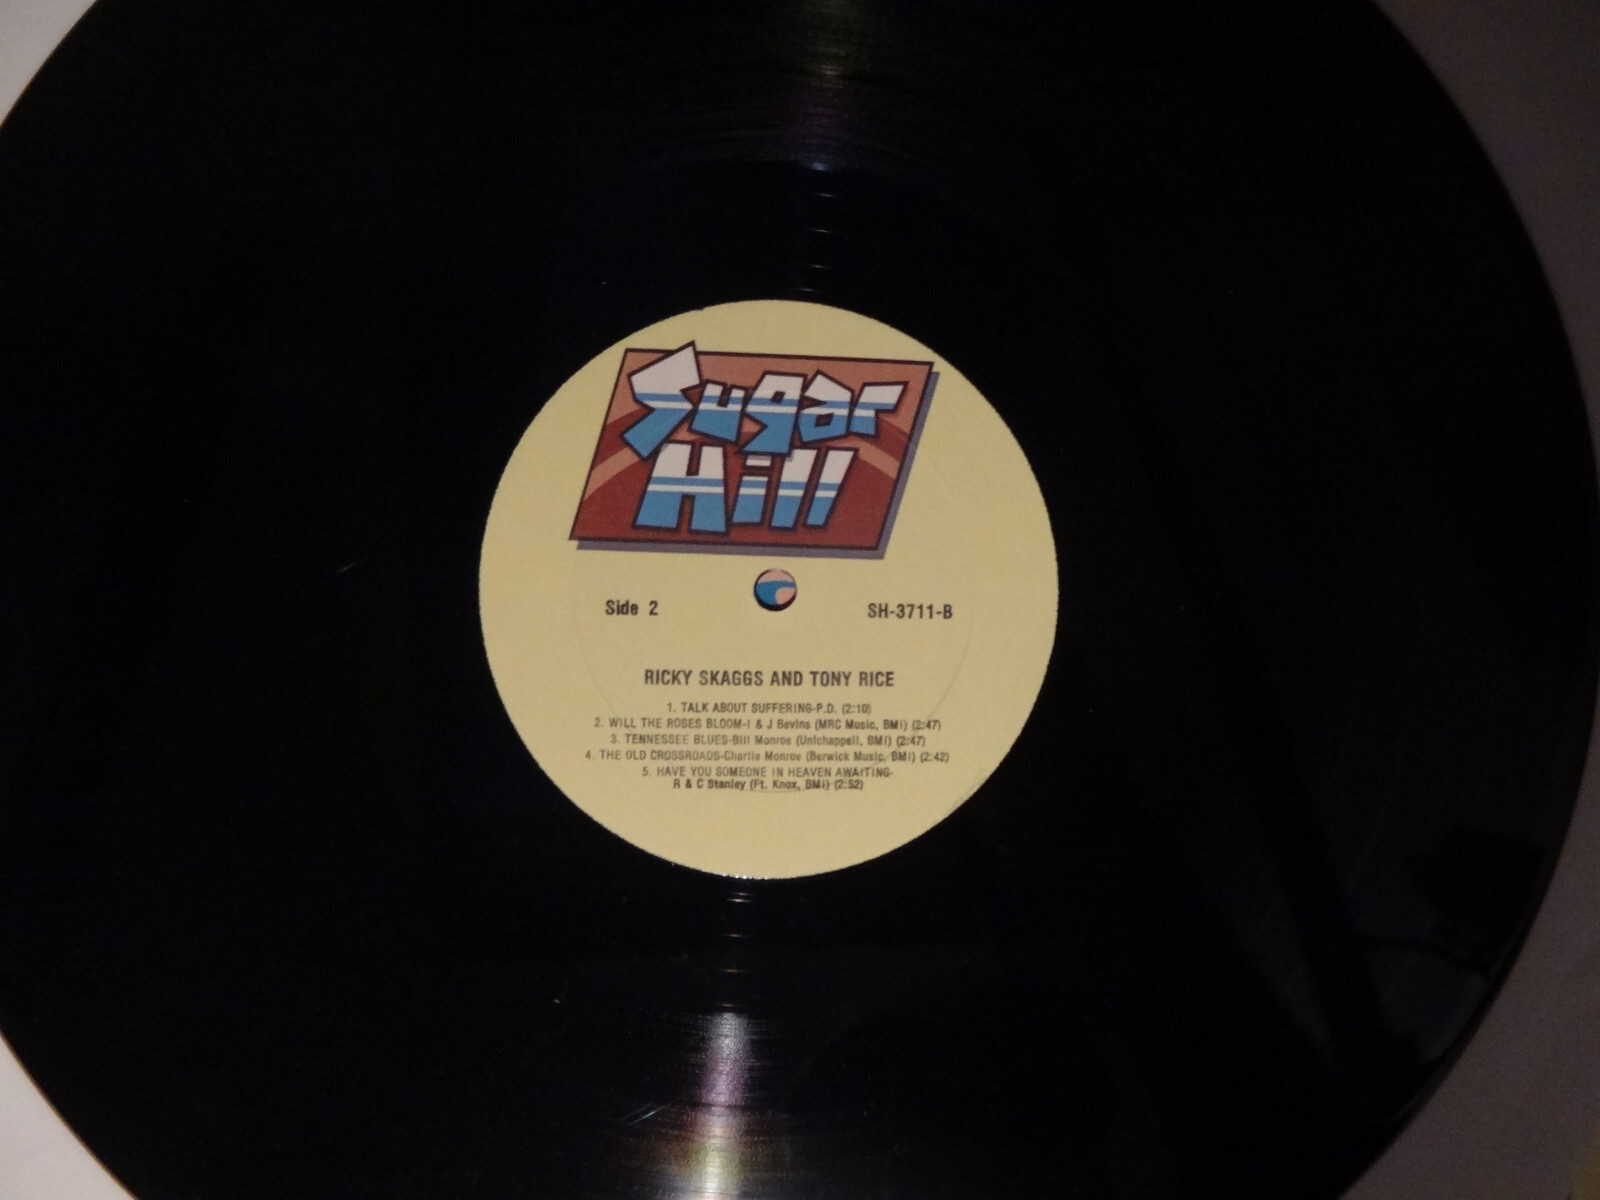 Sugar
Hill
Side 2
SH-3711-B
RICKY SKAGGS AND TONY RICE
1. TALK ABOUT SUFFERING-P.D. (2:10)
2. WILL THE ROSES BLOOM-I & J Bevins (MRC Music, BMI) (2:47)
3. TENNESSEE BLUES-Bill Monroe (Unichappell, BMI) (2:47)
4. THE OLD CROSSROADS-Charlie Monroe (Berwick Music, BMI) (2:42)
5. HAVE YOU SOMEONE IN HEAVEN AWAITING-
R & C Stanley (Ft. Knox, BMI) (2:52)